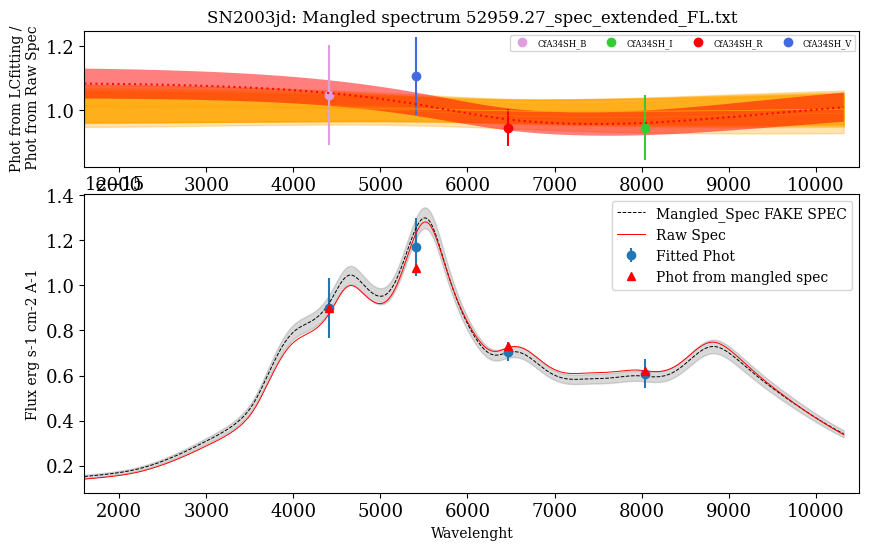 SN2003jd: Mangled spectrum 52959.27_spec_extended_FL.txt
Phot from LCfitting /
Phot from Raw Spec
1.2
1.0
CfA34SH_B CfA34SH_I CfA34SH_R CfA34SH_V
2000 3000 4000 5000 6000 7000 8000 9000 10000
1e−15
Flux erg s-1 cm-2 A-1
1.4
1.2
1.0
0.8
0.6
0.4
0.2
Mangled_Spec FAKE SPEC
Raw Spec
Fitted Phot
Phot from mangled spec
2000 3000 4000 5000 6000 7000 8000 9000 10000
Wavelenght